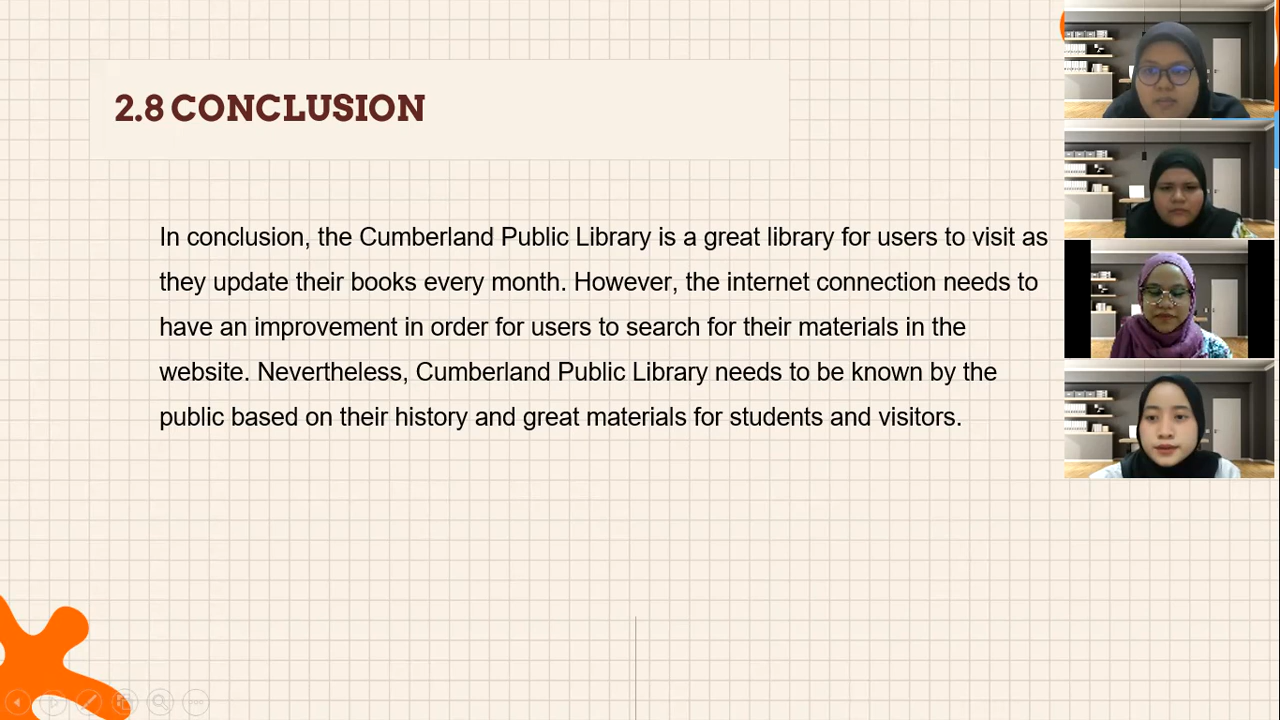 2.8 CONCLUSION
In conclusion, the Cumberland Public Library is a great library for users to visit as
they update their books every month. However, the internet connection needs to
have an improvement in order for users to search for their materials in the
website. Nevertheless, Cumberland Public Library needs to be known by the
public based on their history and great materials for students and visitors.